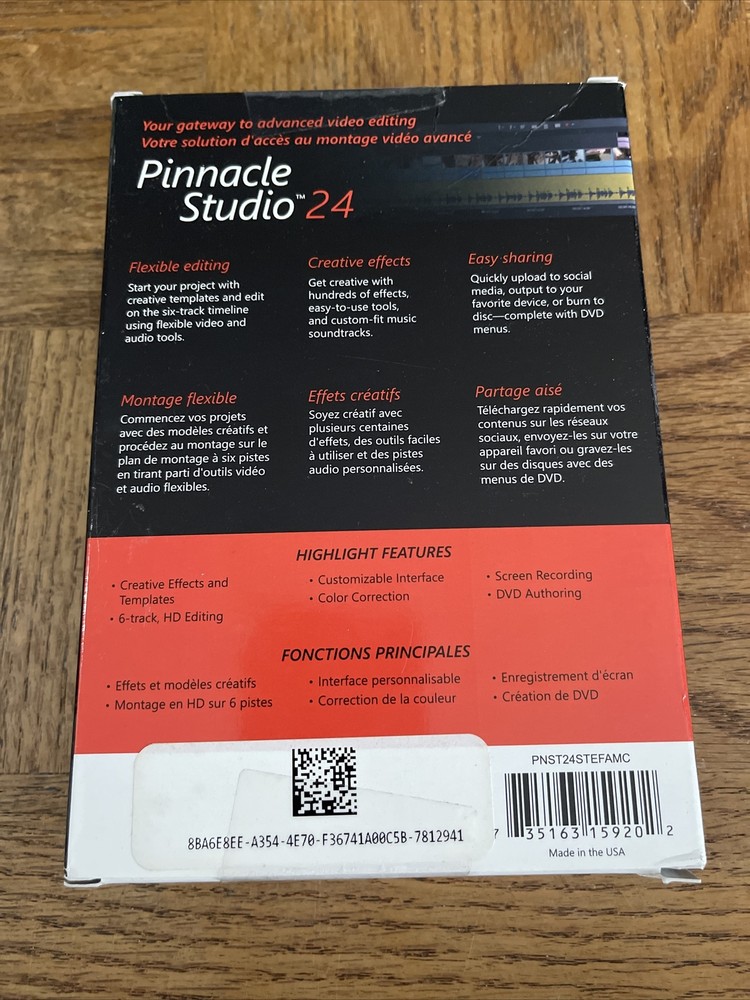 Your gateway to advanced video editing
Votre solution d'accès au montage vidéo avancé
Pinnacle
Studio™ 24
Flexible editing
Start your project with
creative templates and edit
on the six-track timeline
using flexible video and
audio tools.
Creative effects
Get creative with
hundreds of effects,
easy-to-use tools,
and custom-fit music
soundtracks.
Easy sharing
Quickly upload to social
media, output to your
favorite device, or burn to
disc—complete with DVD
menus.
Montage flexible
Commencez vos projets
avec des modèles créatifs et
procédez au montage sur le
plan de montage à six pistes
en tirant parti d'outils vidéo
et audio flexibles.
Effets créatifs
Soyez créatif avec
plusieurs centaines
d'effets, des outils faciles
à utiliser et des pistes
audio personnalisées.
Partage aisé
Téléchargez rapidement vos
contenus sur les réseaux
sociaux, envoyez-les sur votre
appareil favori ou gravez-les
sur des disques avec des
menus de DVD.
HIGHLIGHT FEATURES
• Creative Effects and
Templates
• 6-track, HD Editing
• Customizable Interface
• Color Correction
• Screen Recording
• DVD Authoring
FONCTIONS PRINCIPALES
• Effets et modèles créatifs
• Montage en HD sur 6 pistes
• Interface personnalisable
• Correction de la couleur
• Enregistrement d'écran
• Création de DVD
8BA6E8EE-A354-4E70-F36741A00C5B-7812941
PNST24STEFAMC
7 35163 15920 2
Made in the USA